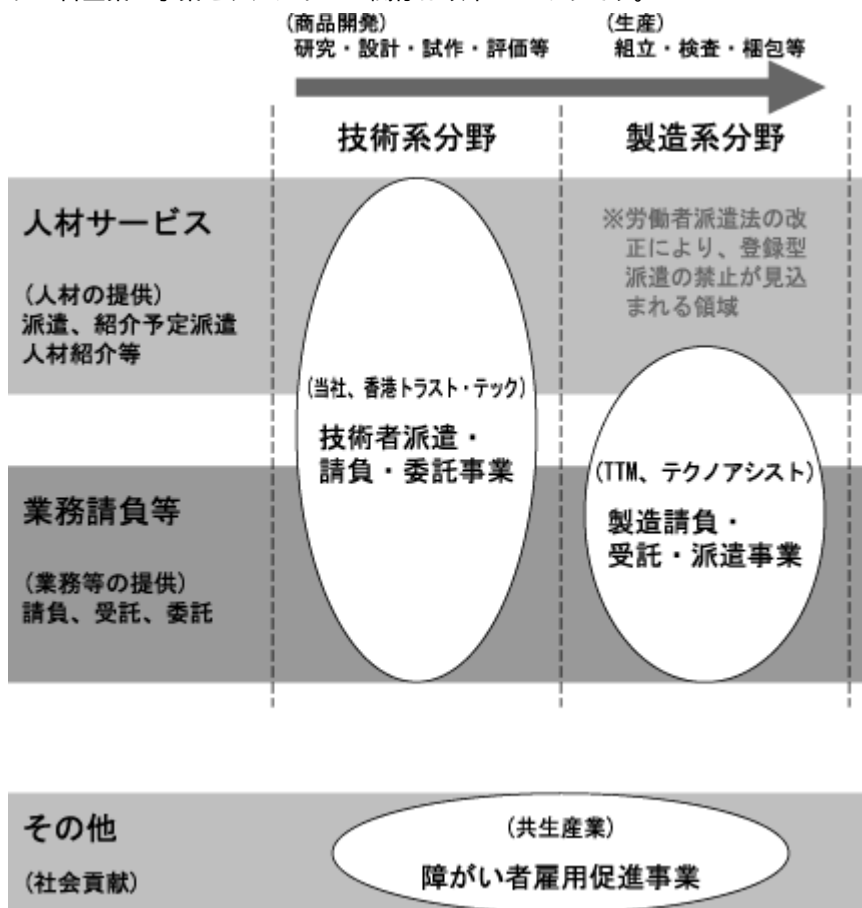 (商品開発)
研究・設計・試作・評価等
(生産)
組立・検査・梱包等
技術系分野
製造系分野
人材サービス
(人材の提供)
派遣、紹介予定派遣
人材紹介等
※労働者派遣法の改
正により、登録型
派遣の禁止が見込
まれる領域
(当社、香港トラスト・テック)
技術者派遣・
請負・委託事業
業務請負等
(業務等の提供)
請負、受託、委託
(TTM、テクノアシスト)
製造請負・
受託・派遣事業
その他
(社会貢献)
(共生産業)
障がい者雇用促進事業